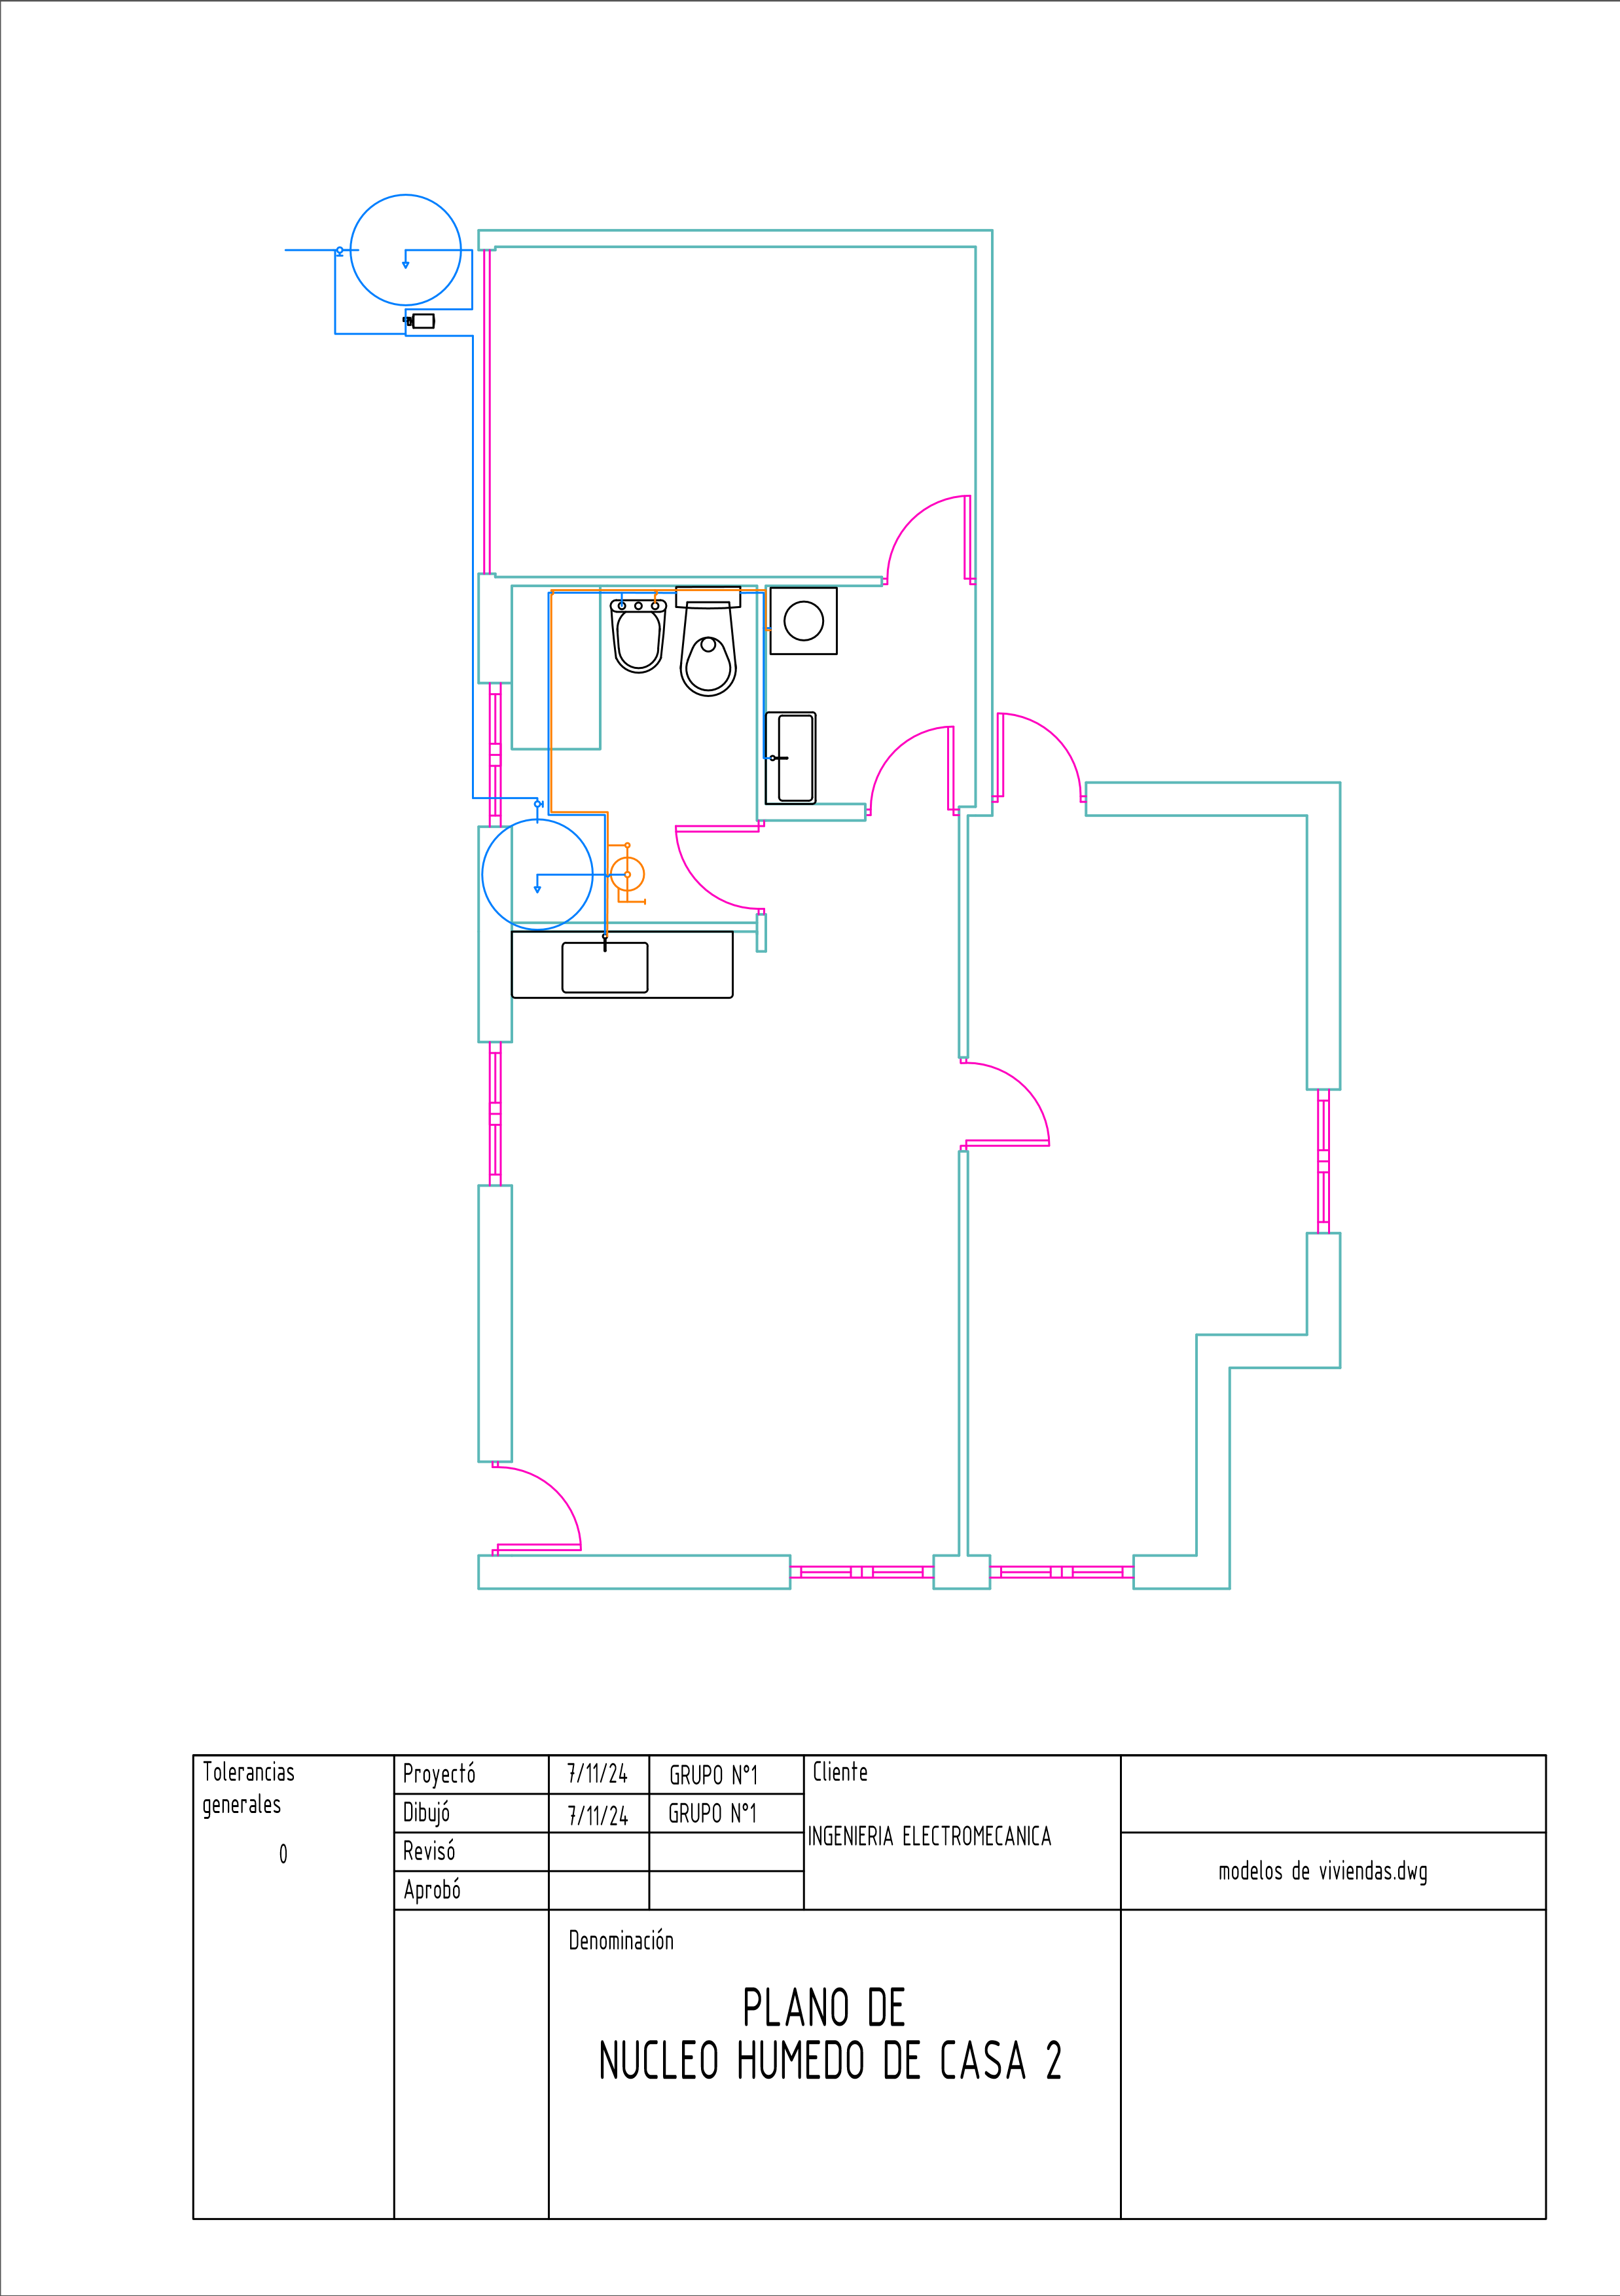 Tolerancias
generales
0
Proyectó 7/11/24 GRUPO N°1
Dibujó 7/11/24 GRUPO N°1
Revisó
Aprobó
Cliente
INGENIERIA ELECTROMECANICA
modelos de viviendas.dwg
Denominación
PLANO DE
NUCLEO HUMEDO DE CASA 2